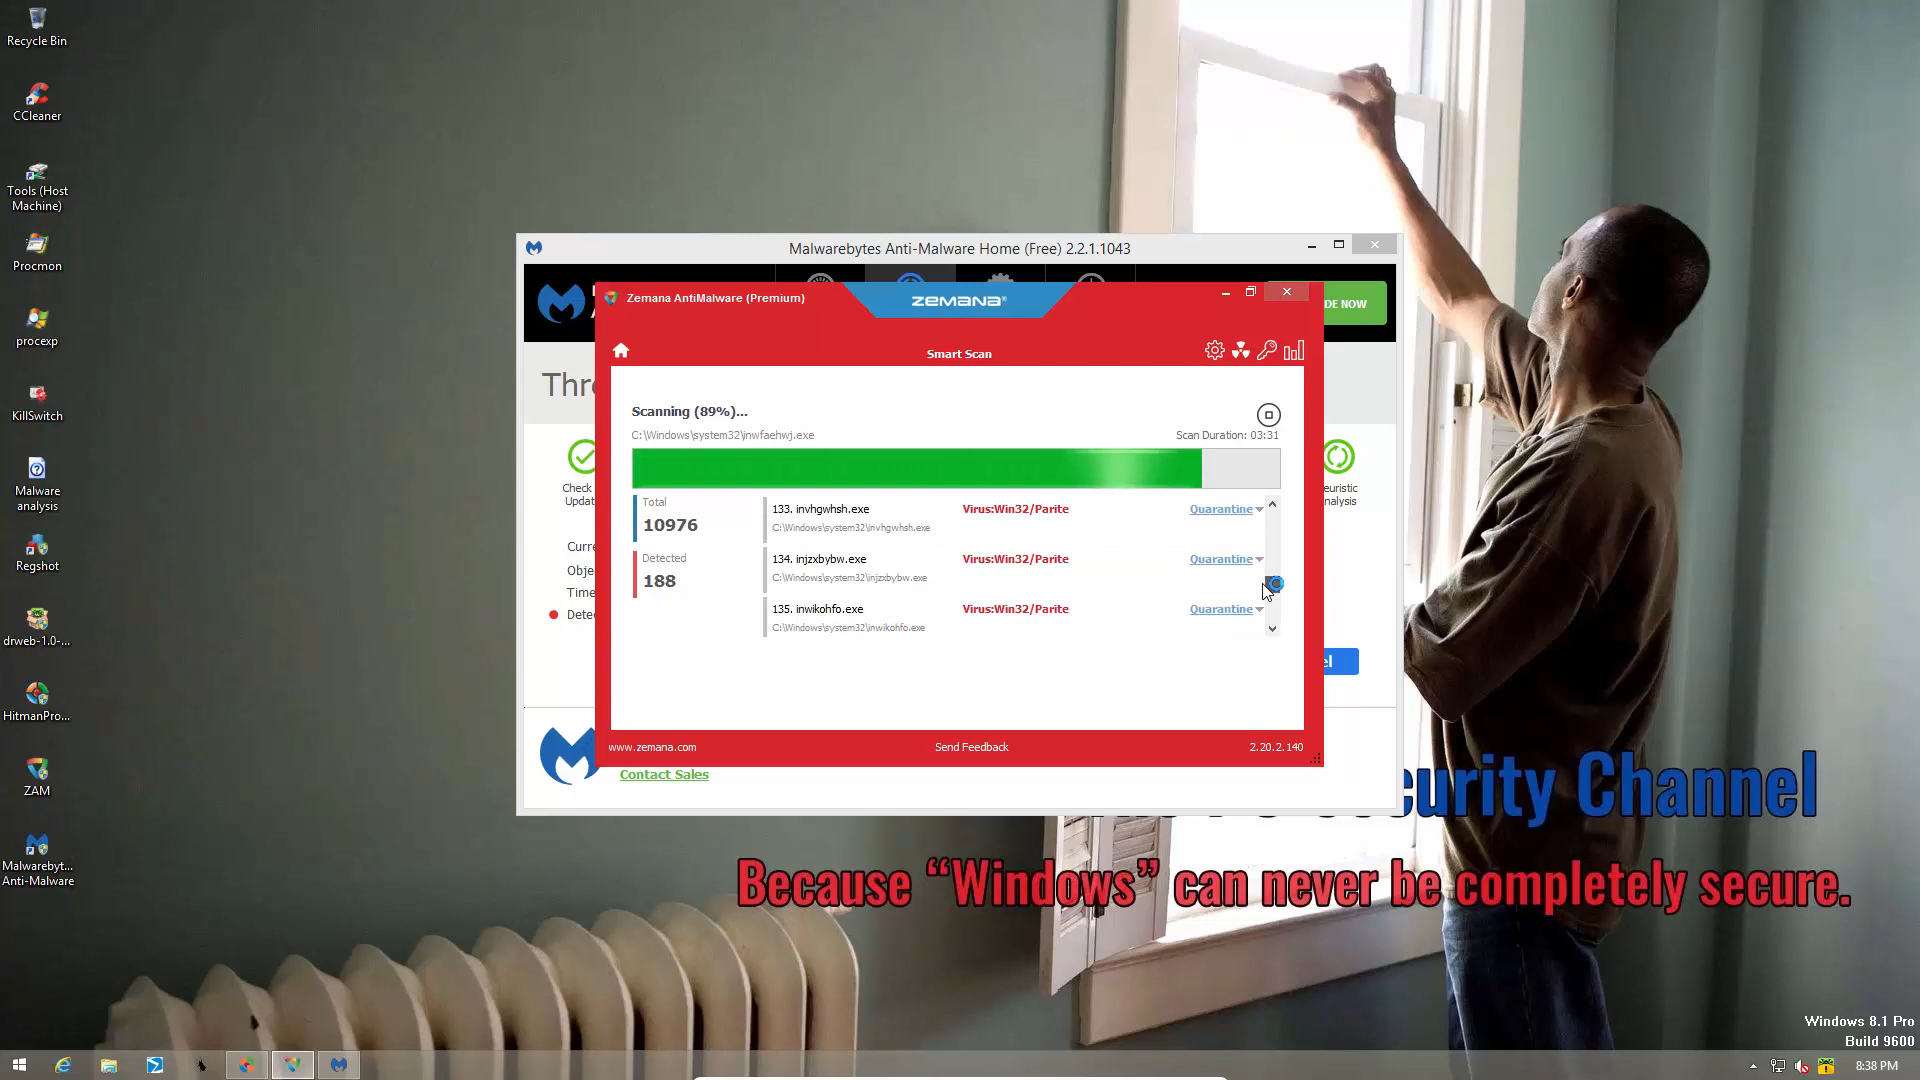 Recycle Bin
CCleaner
Tools (Host
Machine)
Procmon
procexp
KillSwitch
Malware
analysis
Regshot
drweb-1.0-...
HitmanPro...
ZAM
Malwarebyt...
Anti-Malware
Malwarebytes Anti-Malware Home (Free) 2.2.1.1043
DE NOW
Zemana AntiMalware (Premium)
ZEMANA
Smart Scan
Scanning (89%)...
C:\Windows\system32\inwfaehwj.exe
Scan Duration: 03:31
Total
10976
Detected
188
133. invhgwhsh.exe
Virus:Win32/Parite
Quarantine
C:\Windows\system32\invhgwhsh.exe
134. injzxbybw.exe
Virus:Win32/Parite
Quarantine
C:\Windows\system32\injzxbybw.exe
135. inwikohfo.exe
Virus:Win32/Parite
Quarantine
C:\Windows\system32\inwikohfo.exe
www.zemana.com
Send Feedback
2.20.2.140
Thre
Check
Updat
euristic
nalysis
Curre
Obje
Time
Dete
el
Contact Sales
curity Channel
Because “Windows” can never be completely secure.
Windows 8.1 Pro
Build 9600
8:38 PM